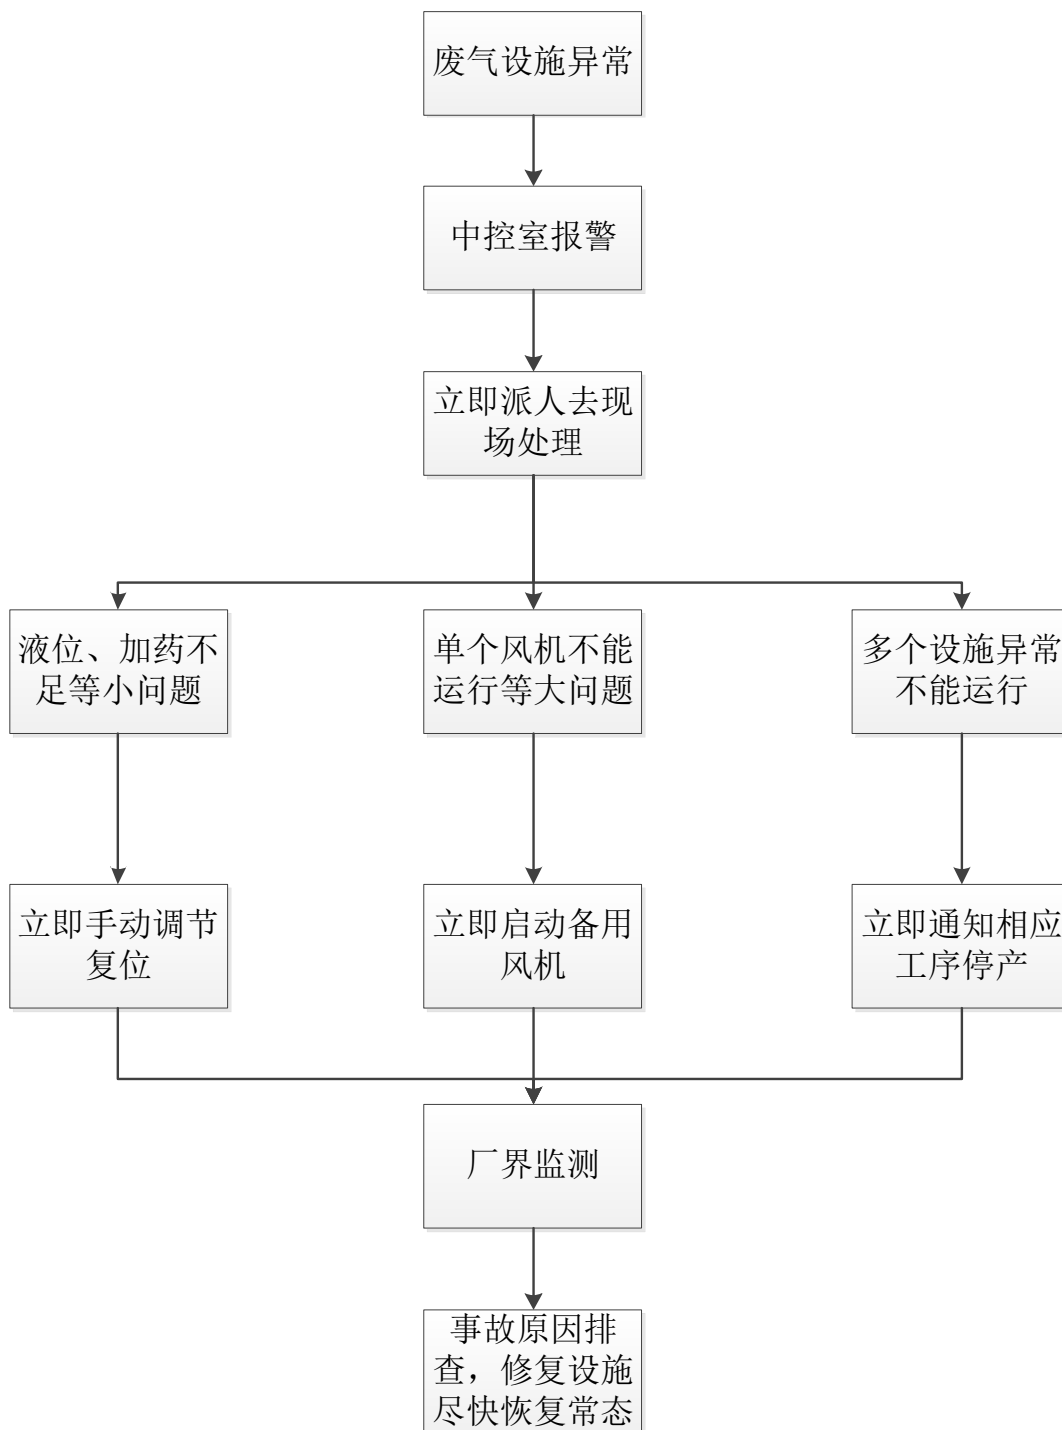 废气设施异常
中控室报警
立即派人去现
场处理
液位、加药不
足等小问题
单个风机不能
运行等大问题
多个设施异常
不能运行
立即手动调节
复位
立即启动备用
风机
立即通知相应
工序停产
厂界监测
事故原因排
查，修复设施
尽快恢复常态